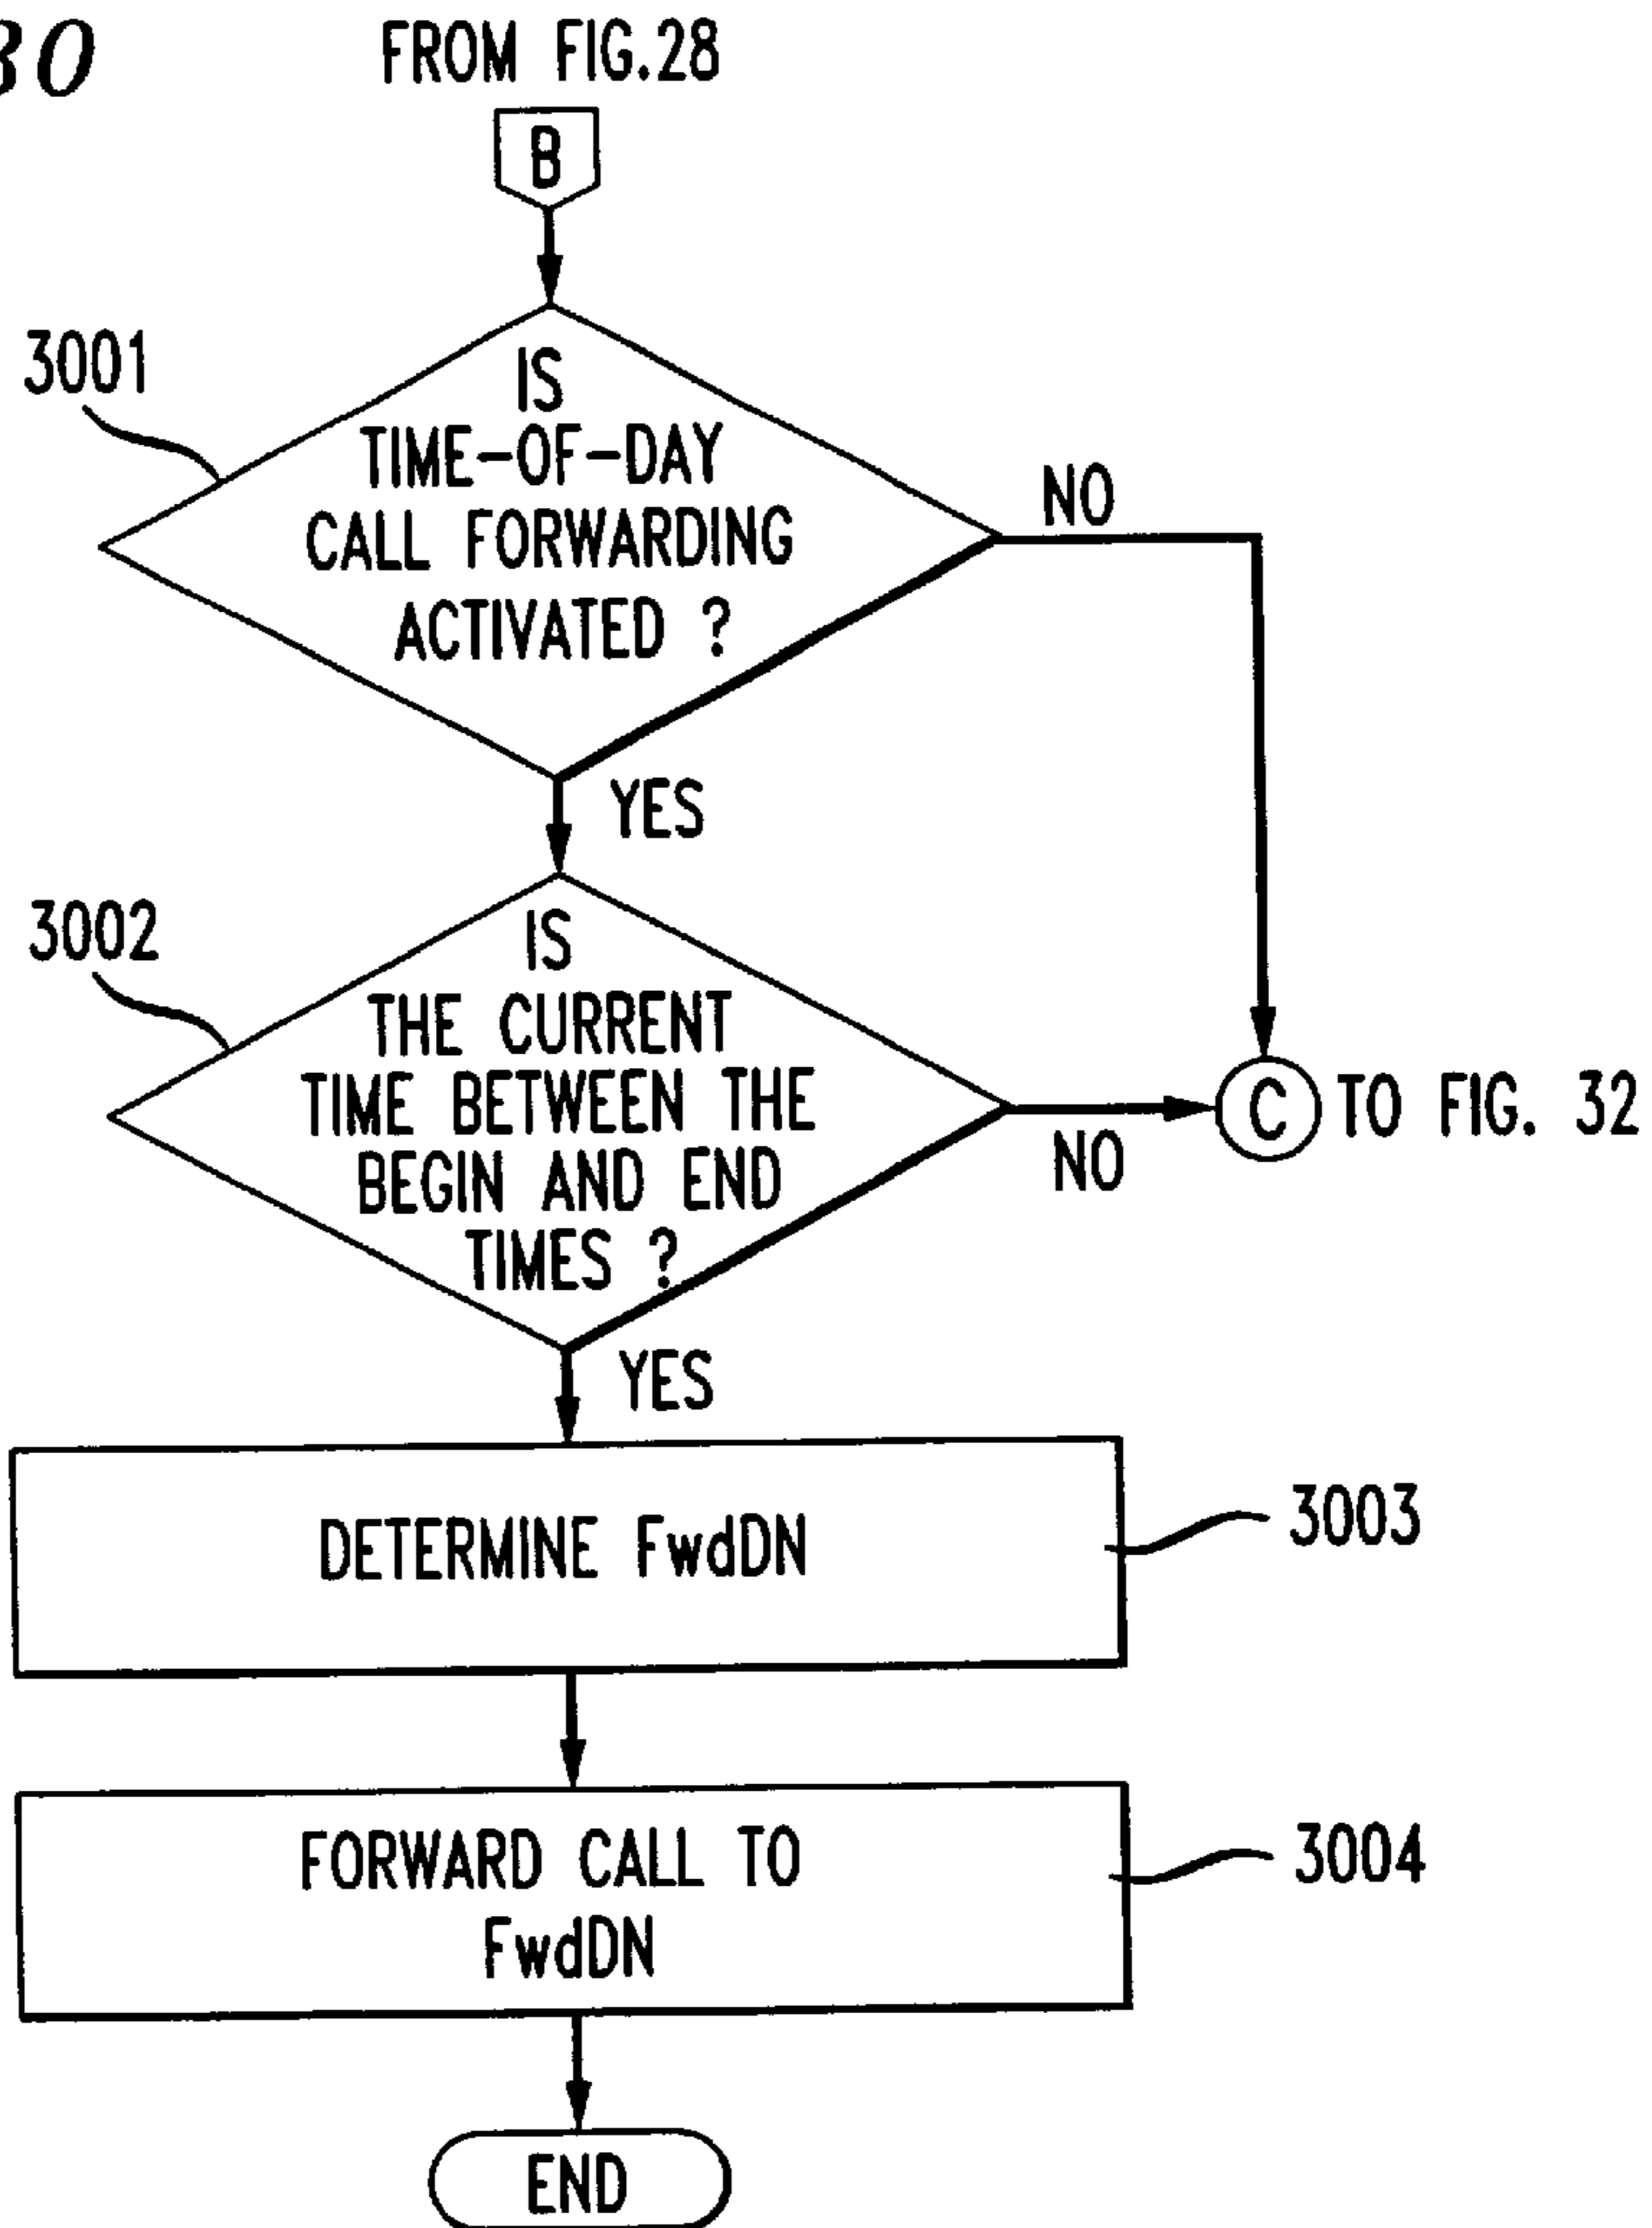 30
FROM FIG.28
B
3001
IS
TIME-OF-DAY
CALL FORWARDING
ACTIVATED ?
NO
YES
3002
IS
THE CURRENT
TIME BETWEEN THE
BEGIN AND END
TIMES ?
NO
C TO FIG. 32
YES
DETERMINE FwdDN
3003
FORWARD CALL TO
FwdDN
3004
END